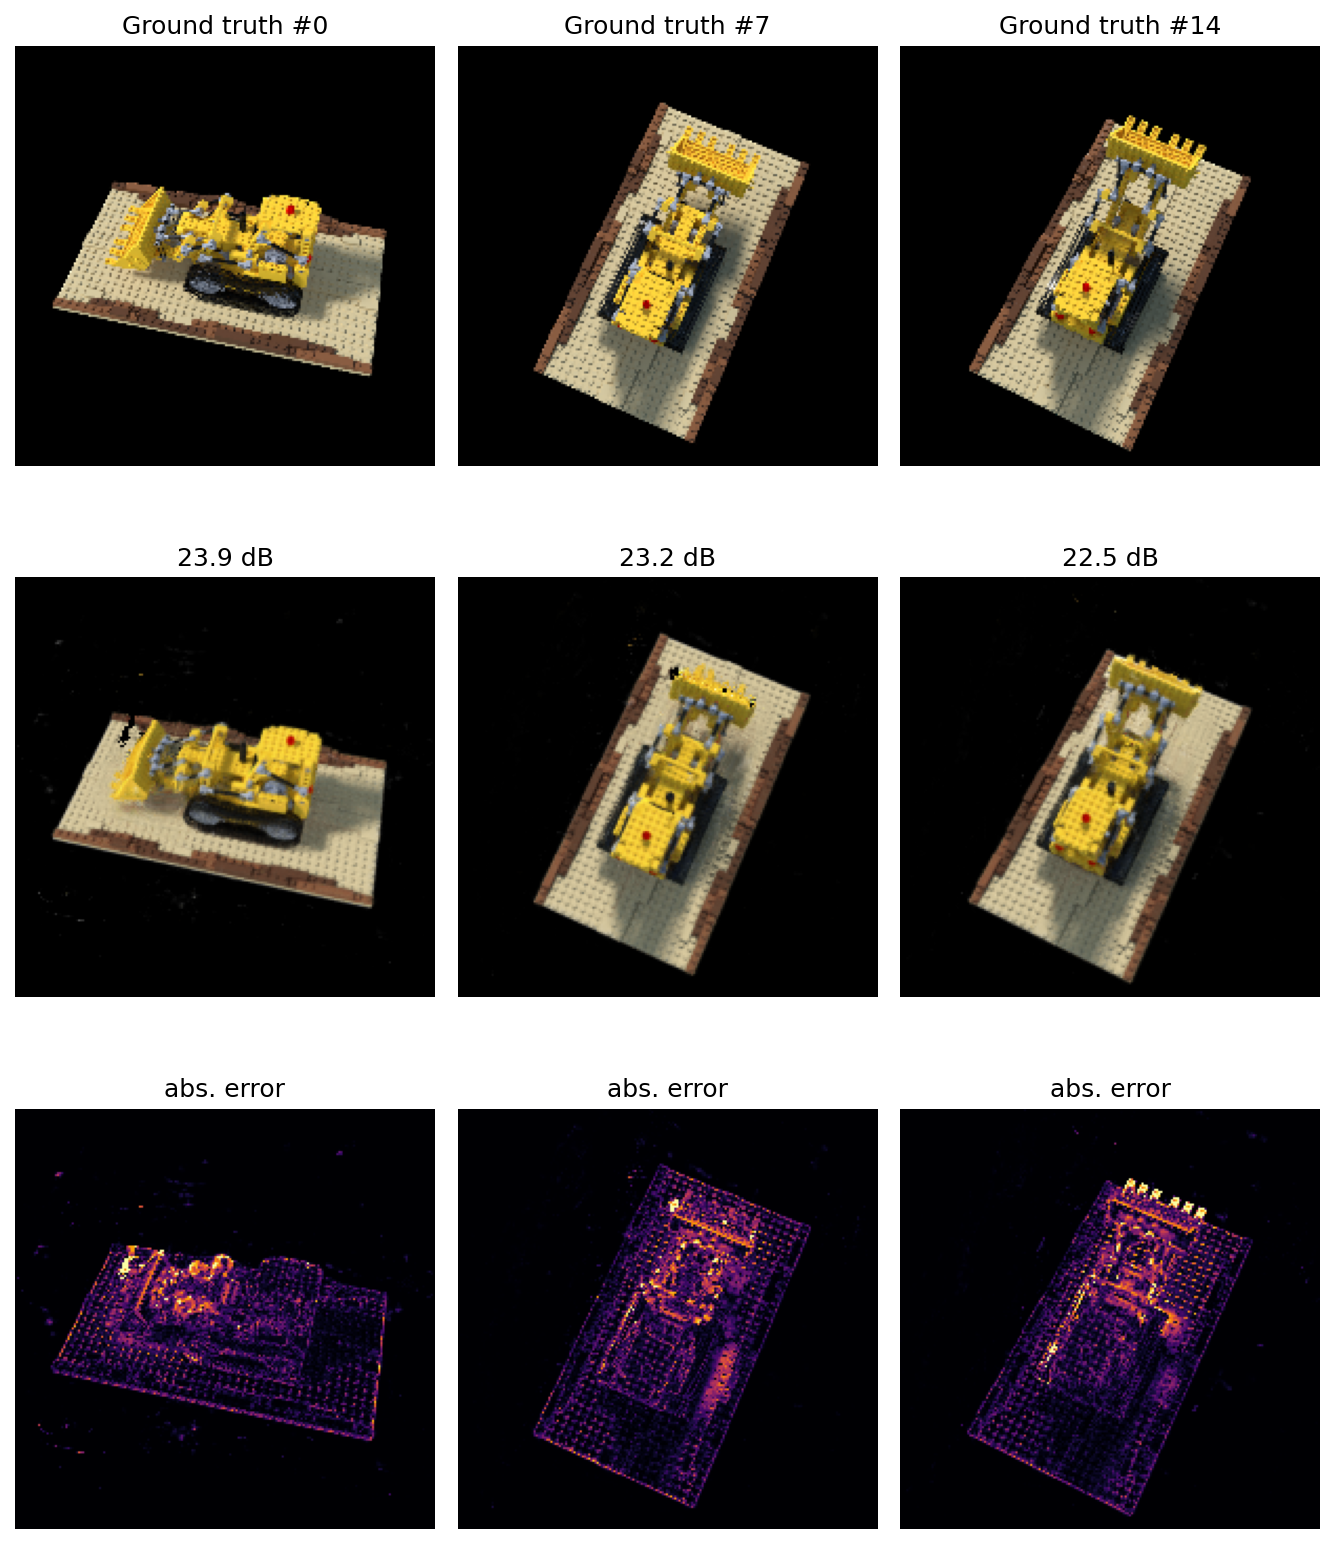 Ground truth #0
Ground truth #7
Ground truth #14
23.9 dB
23.2 dB
22.5 dB
abs. error
abs. error
abs. error